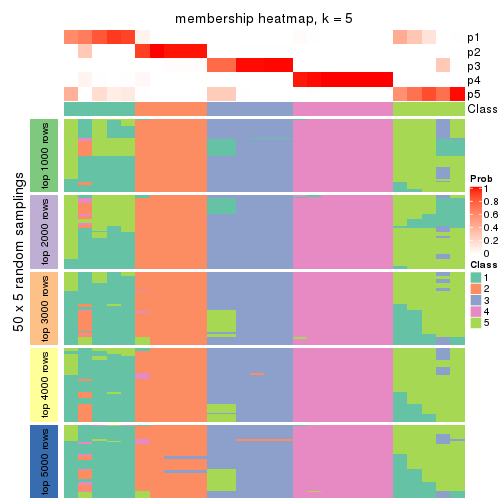 membership heatmap, k = 5
p1
p2
p3
p4
p5
Class
50 x 5 random samplings
top 1000 rows
top 2000 rows
top 3000 rows
top 4000 rows
top 5000 rows
Prob
1
0.8
0.6
0.4
0.2
0
Class
1
2
3
4
5